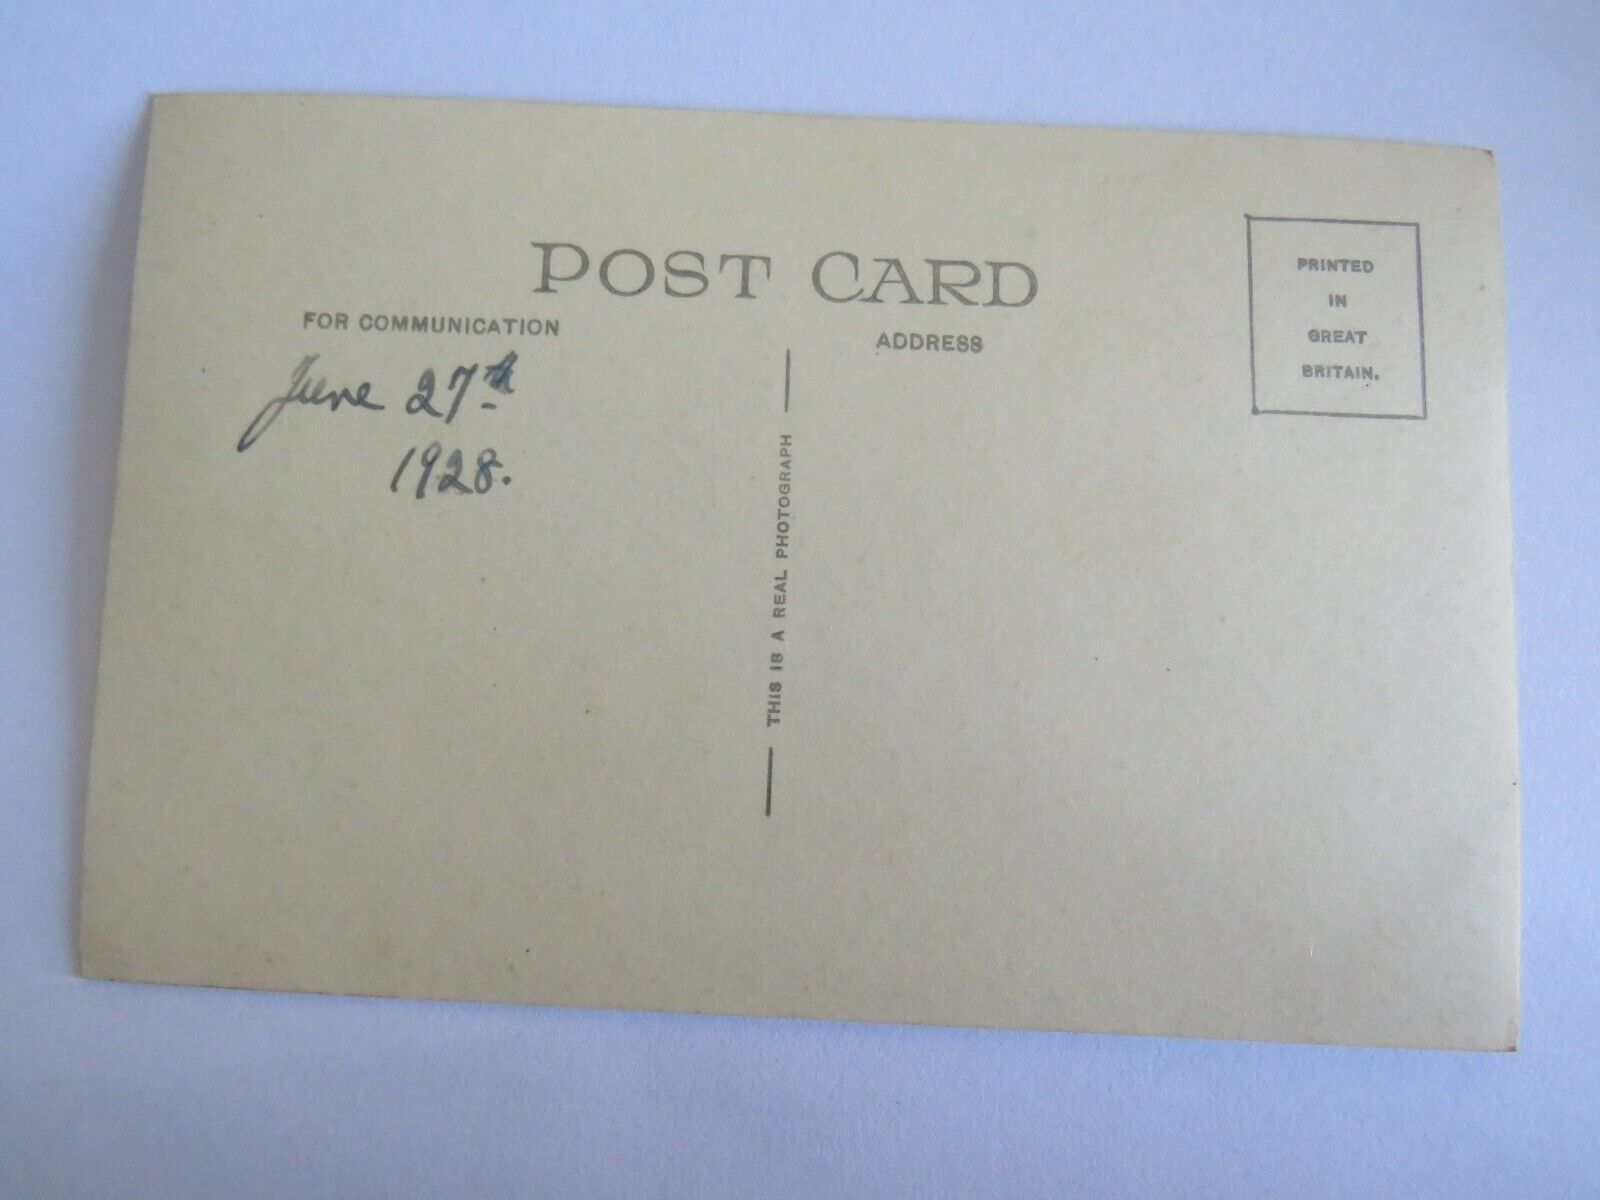 POST CARD
FOR COMMUNICATION
ADDRESS
PRINTED
IN
GREAT
BRITAIN.
June 27th
1928.
THIS IS A REAL PHOTOGRAPH